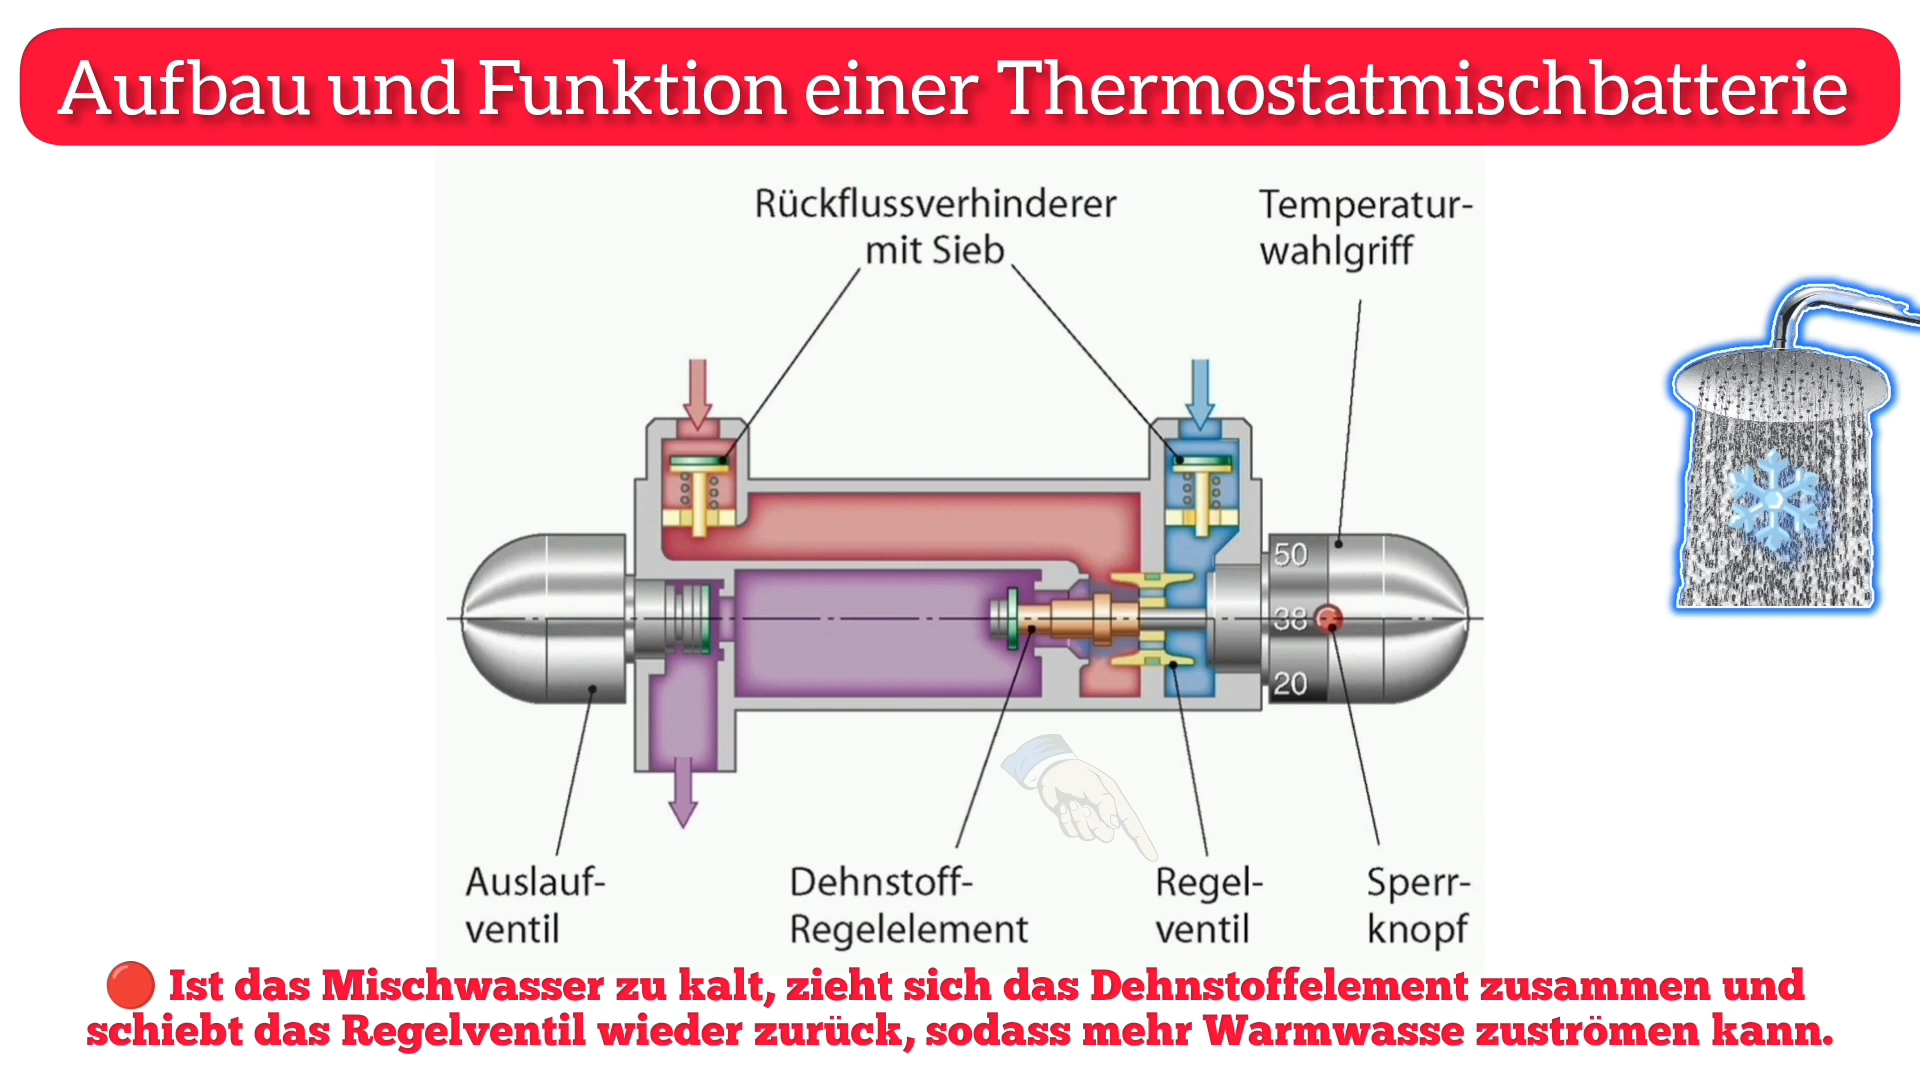 Aufbau und Funktion einer Thermostatmischbatterie
Rückflussverhinderer
mit Sieb
Temperatur-
wahlgriff
50
38
20
Auslauf-
ventil
Dehnstoff-
Regelelement
Regel-
ventil
Sperr-
knopf
Ist das Mischwasser zu kalt, zieht sich das Dehnstoffelement zusammen und
schiebt das Regelventil wieder zurück, sodass mehr Warmwasse zuströmen kann.